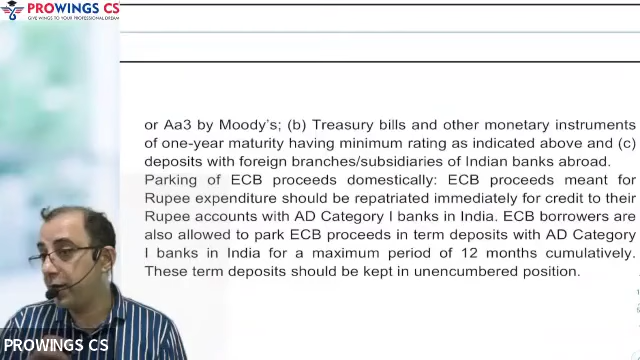 PROWINGS CS
GIVE WINGS TO YOUR PROFESSIONAL DREAM
or Aa3 by Moody's; (b) Treasury bills and other monetary instruments
of one-year maturity having minimum rating as indicated above and (c)
deposits with foreign branches/subsidiaries of Indian banks abroad.
Parking of ECB proceeds domestically: ECB proceeds meant for
Rupee expenditure should be repatriated immediately for credit to their
Rupee accounts with AD Category I banks in India. ECB borrowers are
also allowed to park ECB proceeds in term deposits with AD Category
I banks in India for a maximum period of 12 months cumulatively.
These term deposits should be kept in unencumbered position.
PROWINGS CS